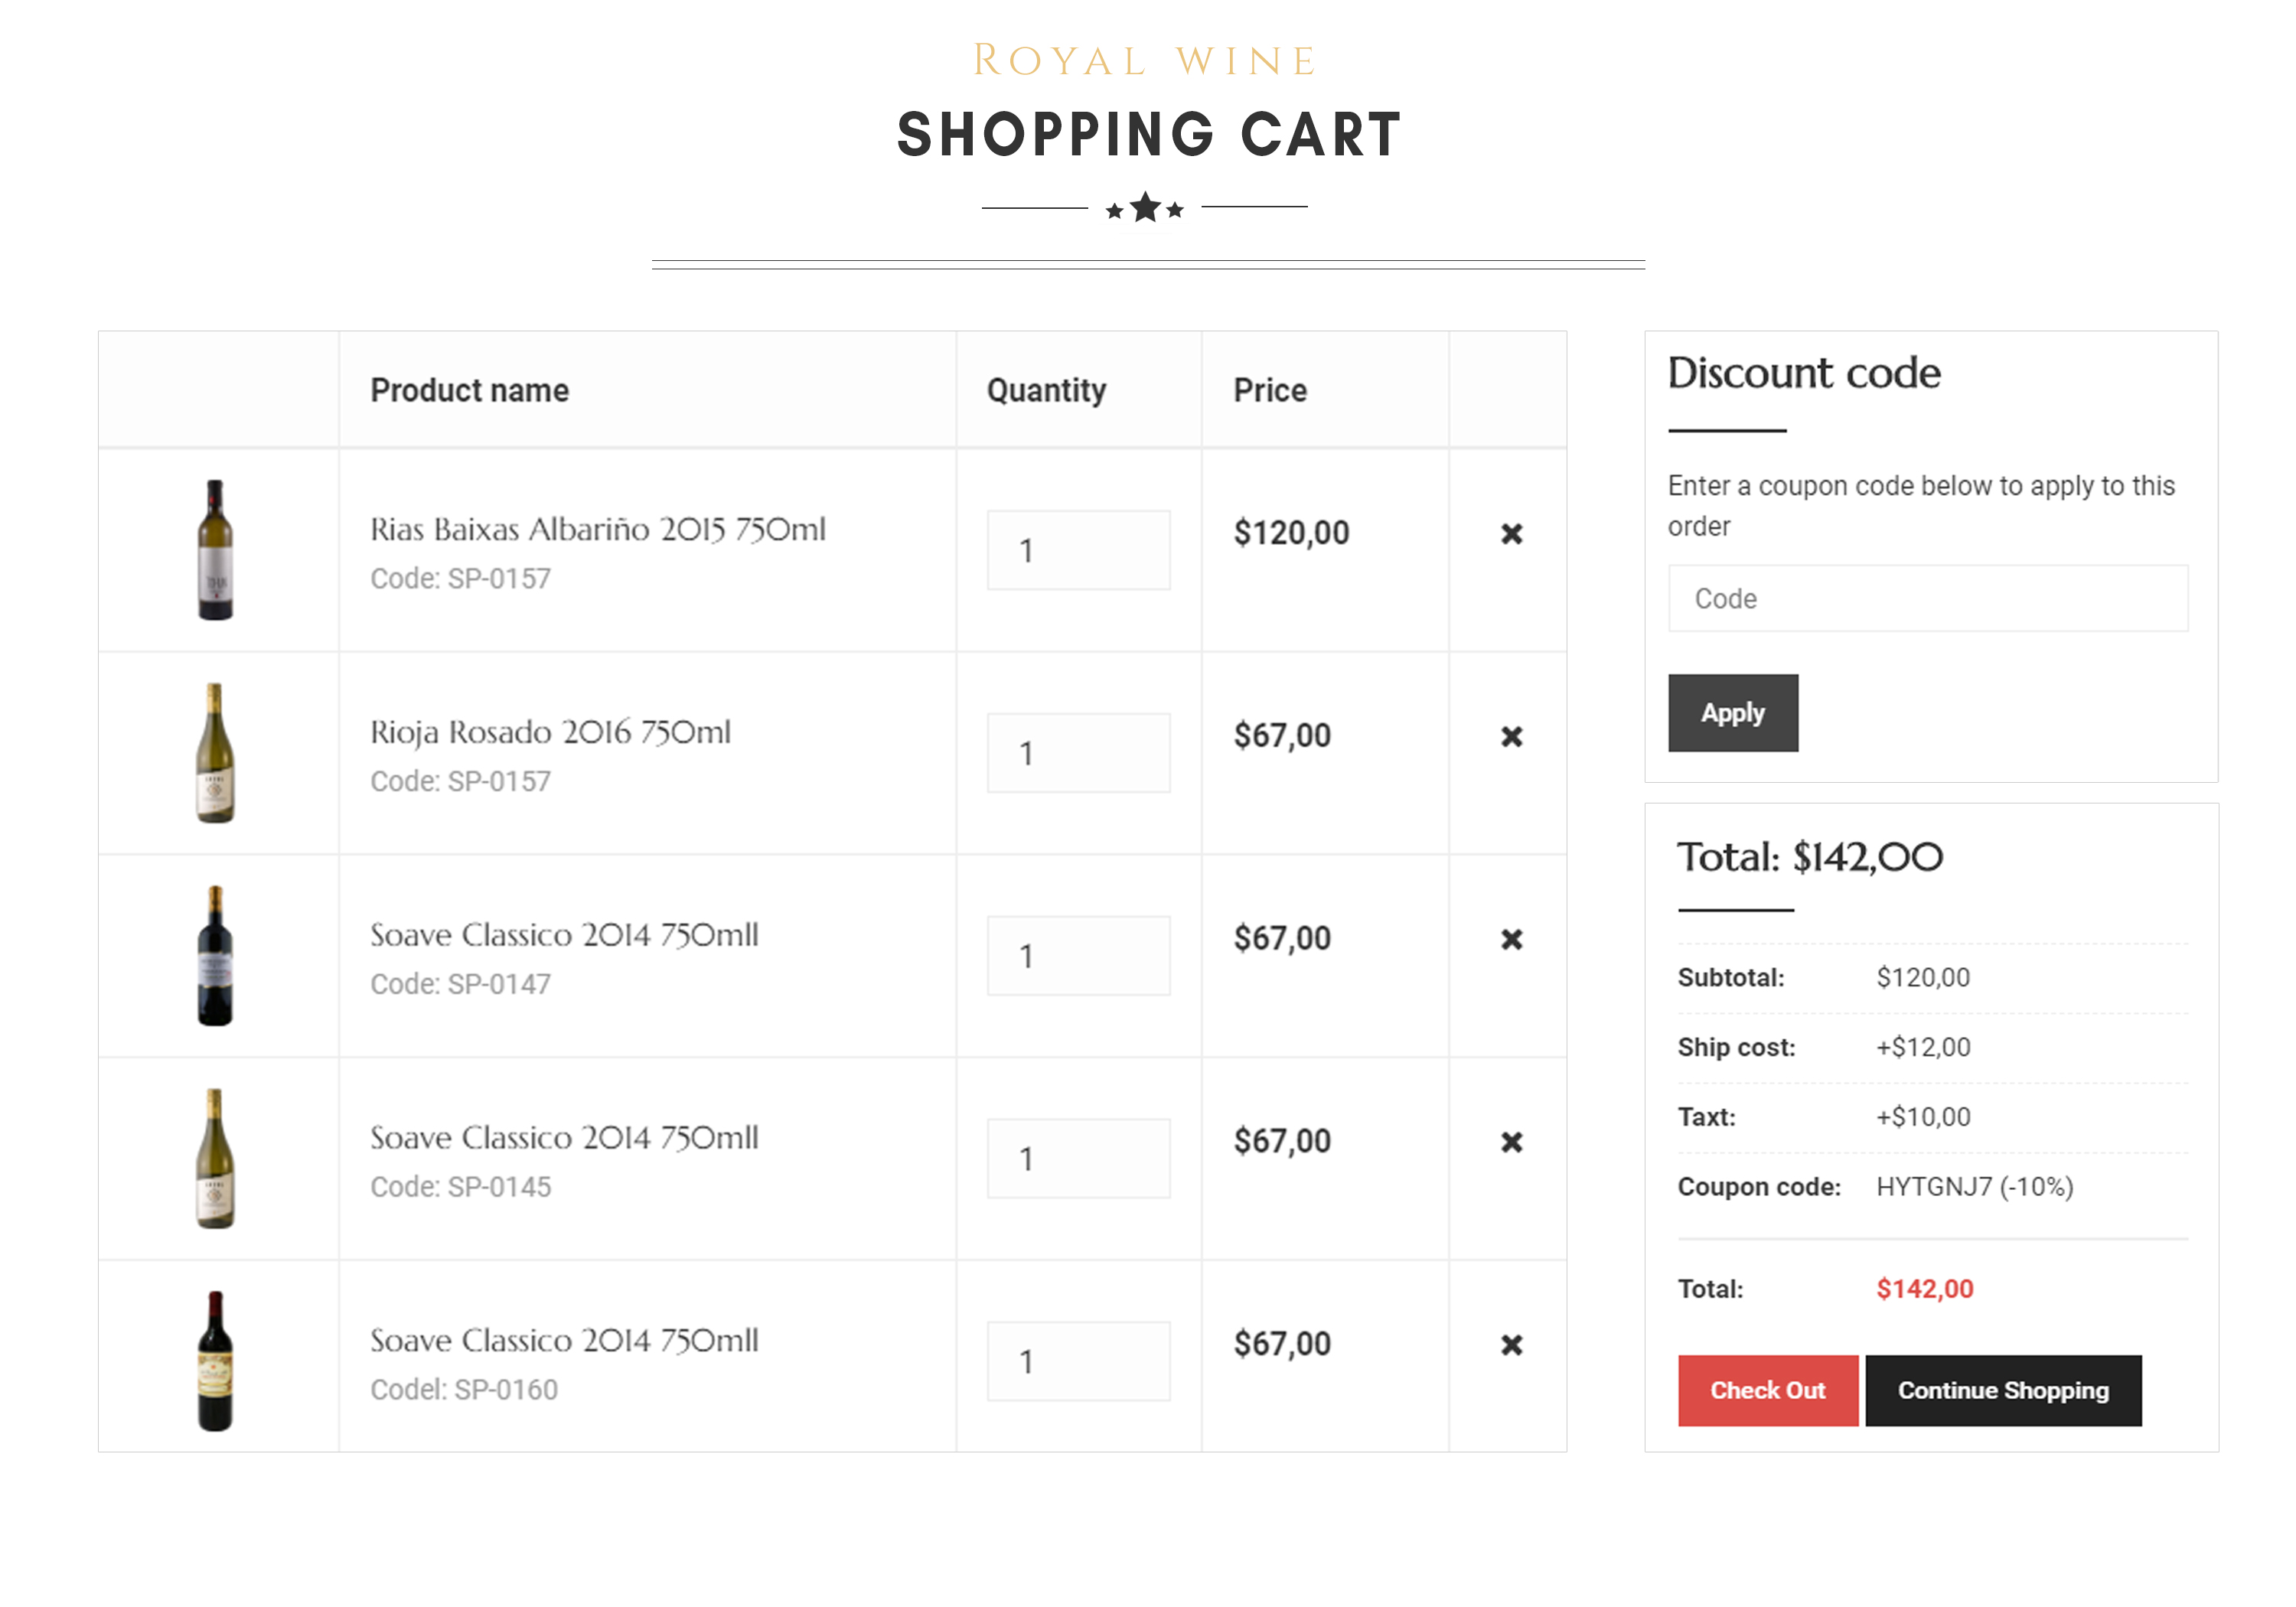 ROYAL WINE
SHOPPING CART
Product name Quantity Price
Rias Baixas Albariño 2015 750ml
Code: SP-0157
1
$120,00
Rioja Rosado 2016 750ml
Code: SP-0157
1
$67,00
Soave Classico 2014 750mll
Code: SP-0147
1
$67,00
Soave Classico 2014 750mll
Code: SP-0145
1
$67,00
Soave Classico 2014 750mll
Codel: SP-0160
1
$67,00
Discount code
Enter a coupon code below to apply to this
order
Code
Apply
Total: $142,00
Subtotal: $120,00
Ship cost: +$12,00
Taxt: +$10,00
Coupon code: HYTGNJ7 (-10%)
Total: $142,00
Check Out Continue Shopping